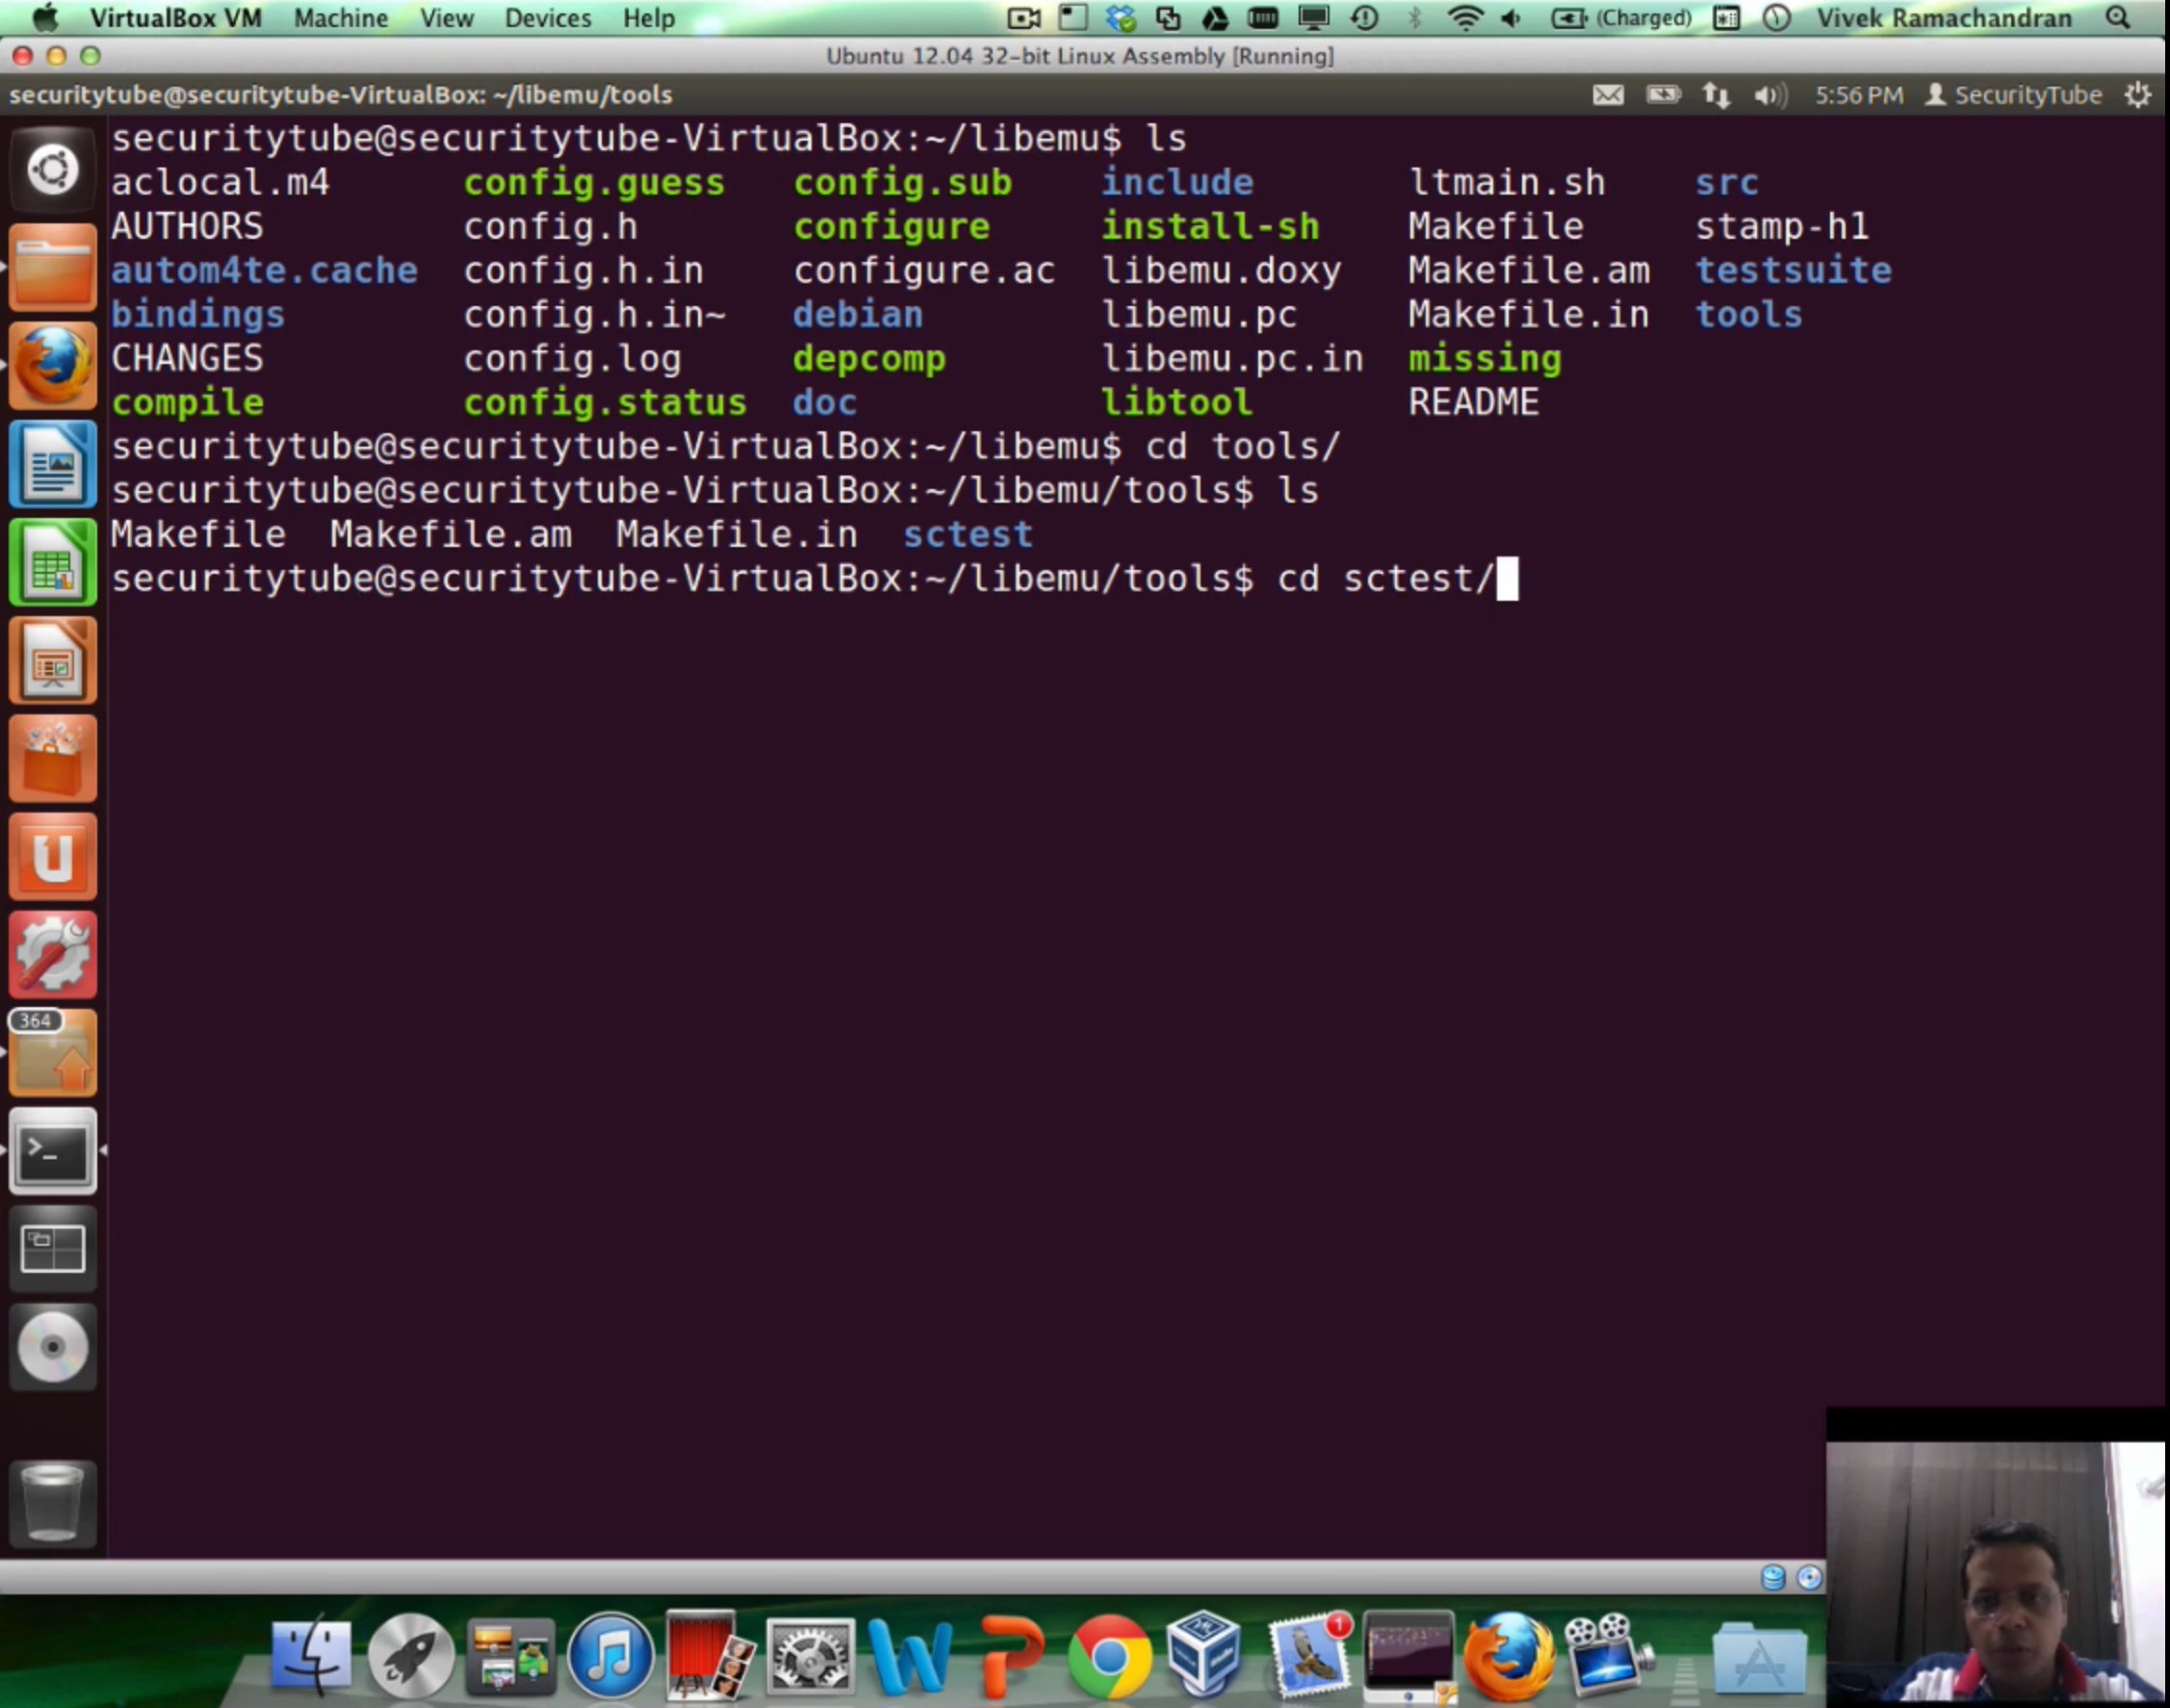 VirtualBox VM Machine View Devices Help (Charged) Vivek Ramachandran
Ubuntu 12.04 32-bit Linux Assembly [Running]
securitytube@securitytube-VirtualBox: ~/libemu/tools 5:56 PM SecurityTube
securitytube@securitytube-VirtualBox:~/libemu$ ls
aclocal.m4 config.guess config.sub include ltmain.sh src
AUTHORS config.h configure install-sh Makefile stamp-h1
autom4te.cache config.h.in configure.ac libemu.doxy Makefile.am testsuite
bindings config.h.in~ debian libemu.pc Makefile.in tools
CHANGES config.log depcomp libemu.pc.in missing
compile config.status doc libtool README
securitytube@securitytube-VirtualBox:~/libemu$ cd tools/
securitytube@securitytube-VirtualBox:~/libemu/tools$ ls
Makefile Makefile.am Makefile.in sctest
securitytube@securitytube-VirtualBox:~/libemu/tools$ cd sctest/
364
1